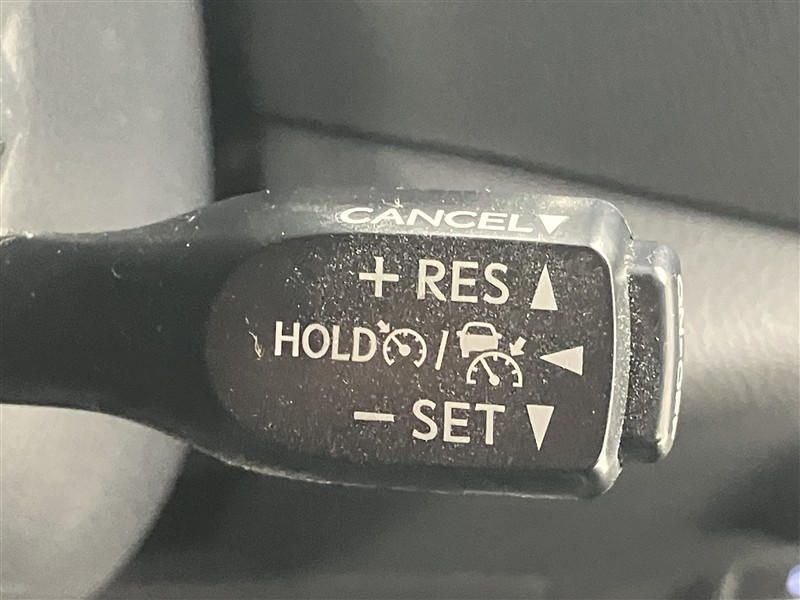 CANCEL▼
+ RES ▲
HOLD / ◀
− SET ▼